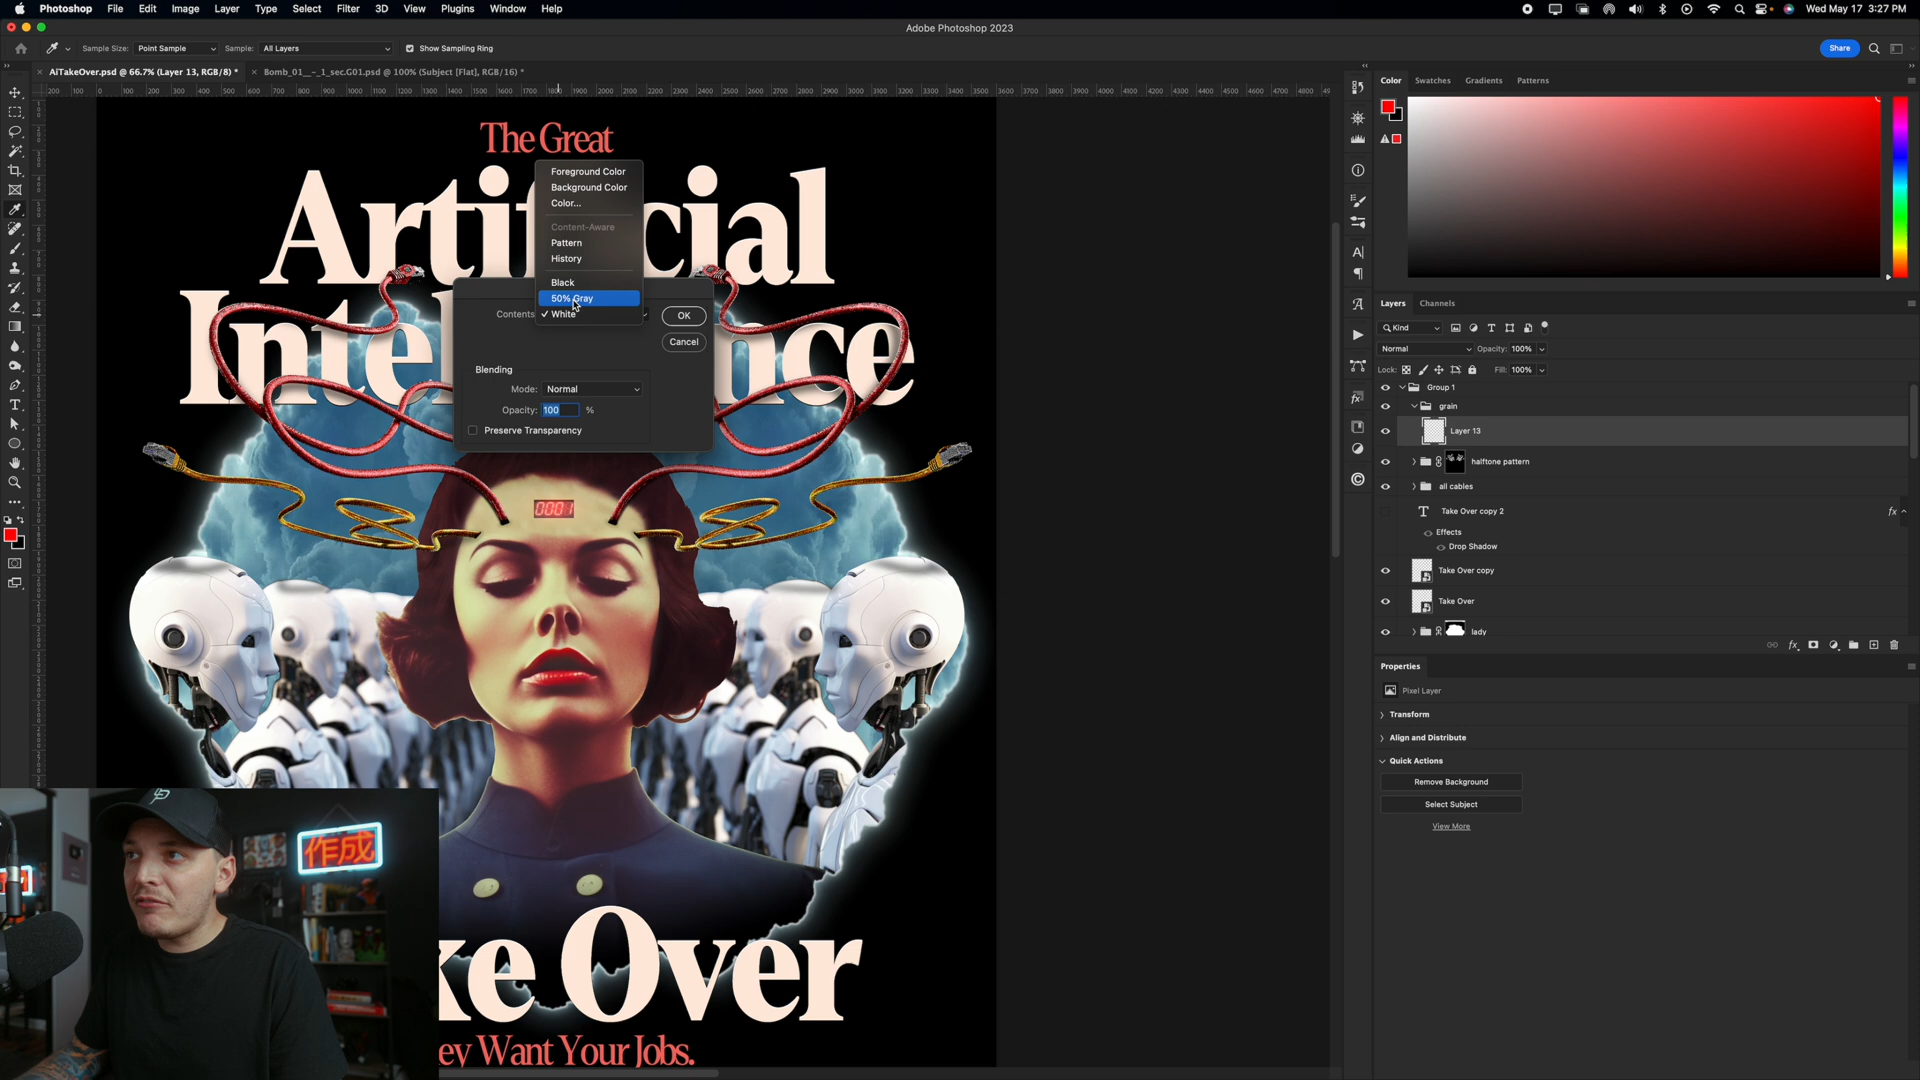 Photoshop File Edit Image Layer Type Select Filter 3D View Plugins Window Help
Wed May 17 3:27 PM
Adobe Photoshop 2023
Sample Size: Point Sample Sample: All Layers Show Sampling Ring
Share
AiTakeOver.psd @ 66.7% (Layer 13, RGB/8) *
Bomb_01__-_1_sec.G01.psd @ 100% (Subject [Flat], RGB/16) *
The Great
Foreground Color
Background Color
Color...
Content-Aware
Pattern
History
Black
50% Gray
White
Contents
OK
Cancel
Blending
Mode: Normal
Opacity: 100 %
Preserve Transparency
0001
ke Over
ey Want Your Jobs.
作成
Color Swatches Gradients Patterns
Layers Channels
Kind
Normal Opacity: 100%
Lock: Fill: 100%
Group 1
grain
Layer 13
halftone pattern
all cables
T Take Over copy 2 fx
Effects
Drop Shadow
Take Over copy
Take Over
lady
Properties
Pixel Layer
Transform
Align and Distribute
Quick Actions
Remove Background
Select Subject
View More